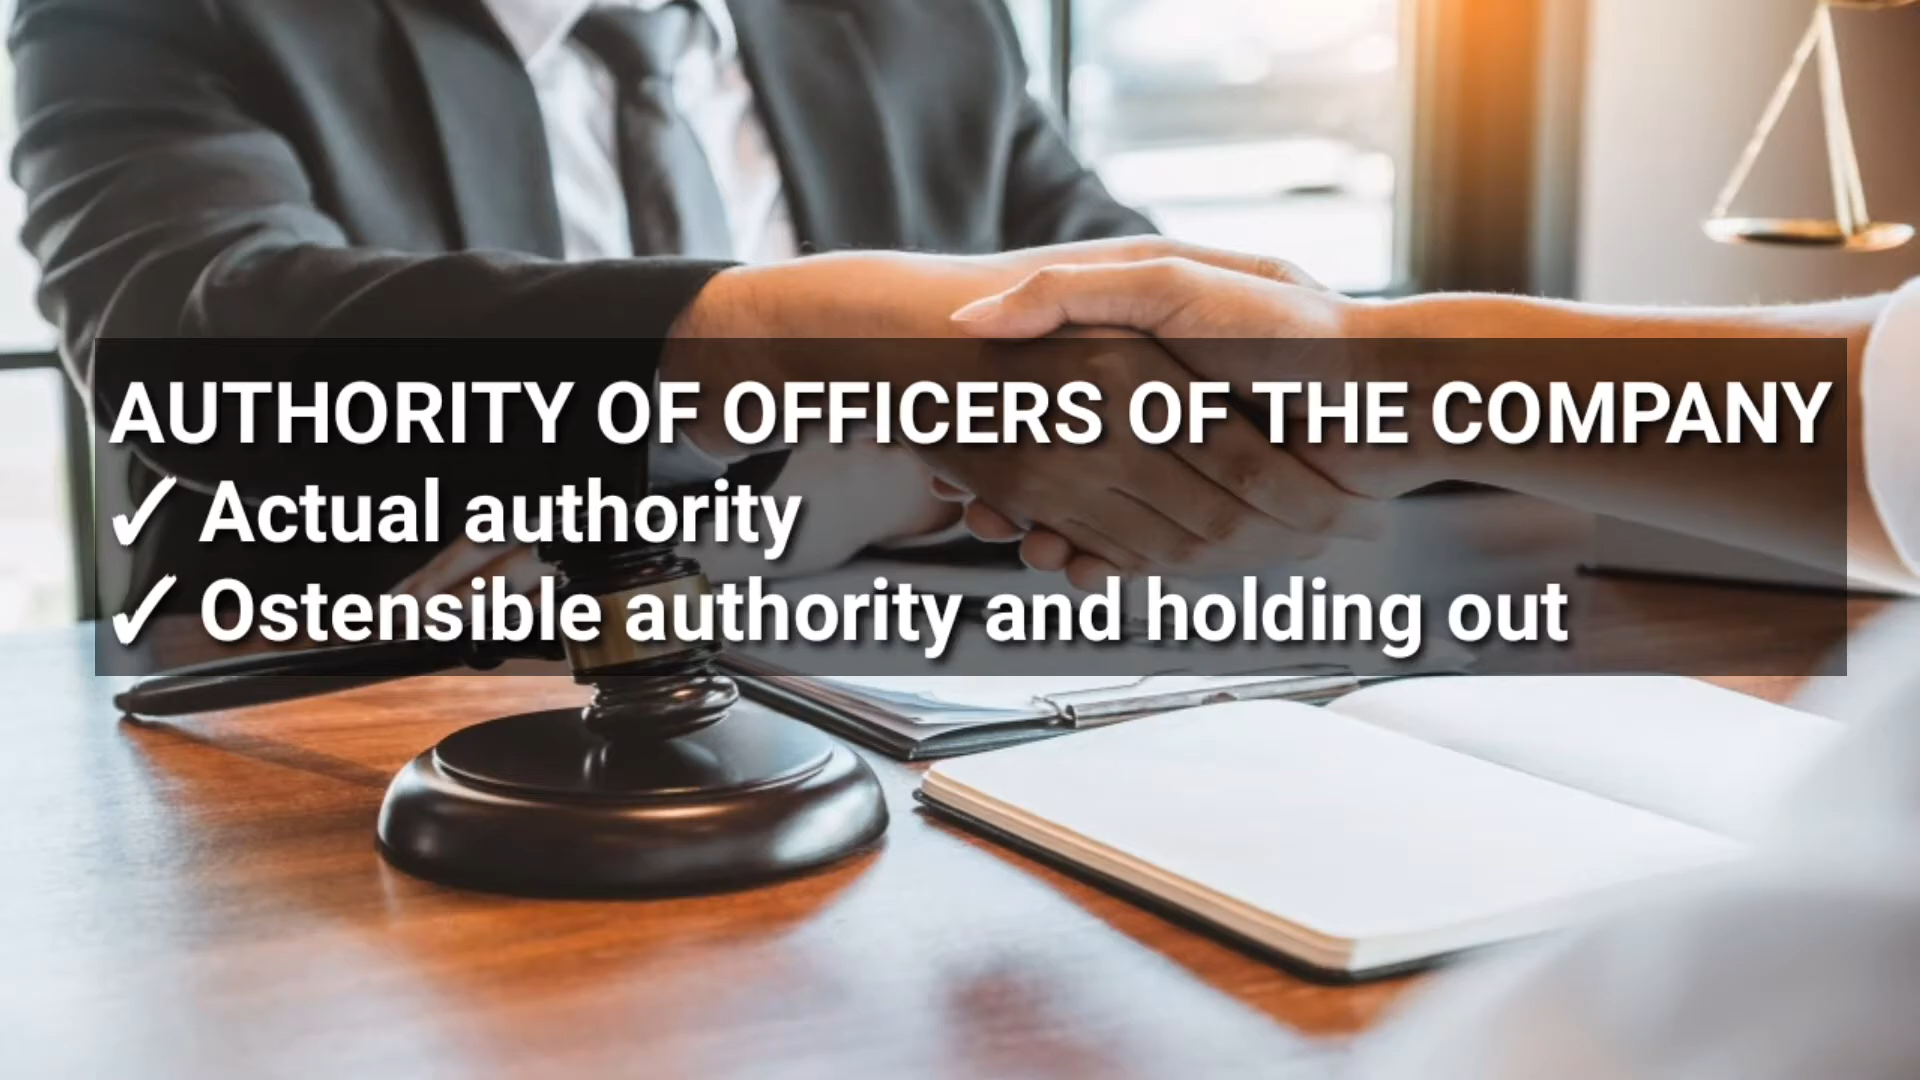 AUTHORITY OF OFFICERS OF THE COMPANY
✓ Actual authority
✓ Ostensible authority and holding out